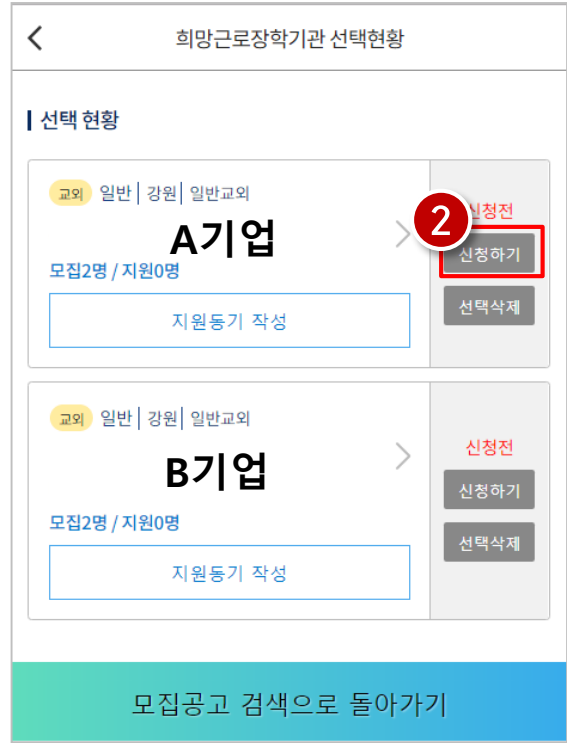 희망근로장학기관 선택현황
선택 현황
교외 일반 | 강원 | 일반교외
A기업
모집2명 / 지원0명
지원동기 작성
2
신청전
신청하기
선택삭제
교외 일반 | 강원 | 일반교외
B기업
모집2명 / 지원0명
지원동기 작성
신청전
신청하기
선택삭제
모집공고 검색으로 돌아가기